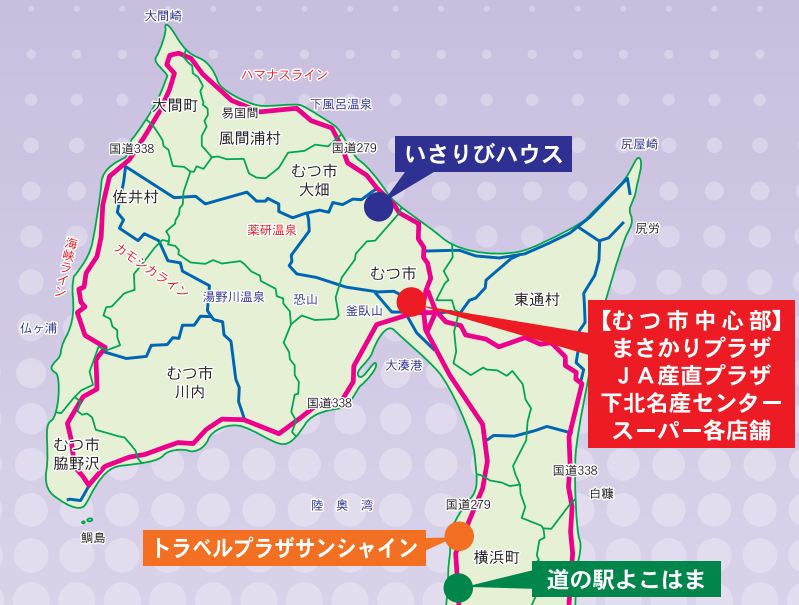 大間崎
ハマナスライン
大間町
易国間
下風呂温泉
風間浦村
国道338
国道279
いさりびハウス
尻屋崎
むつ市
大畑
佐井村
薬研温泉
尻労
海峡ライン
カモシカライン
むつ市
湯野川温泉
恐山
釜臥山
東通村
仏ヶ浦
【むつ市中心部】
まさかりプラザ
JA産直プラザ
下北名産センター
スーパー各店舗
大湊港
むつ市
川内
国道338
むつ市
脇野沢
国道338
白糠
陸奥湾
国道279
鯛島
トラベルプラザサンシャイン
横浜町
道の駅よこはま